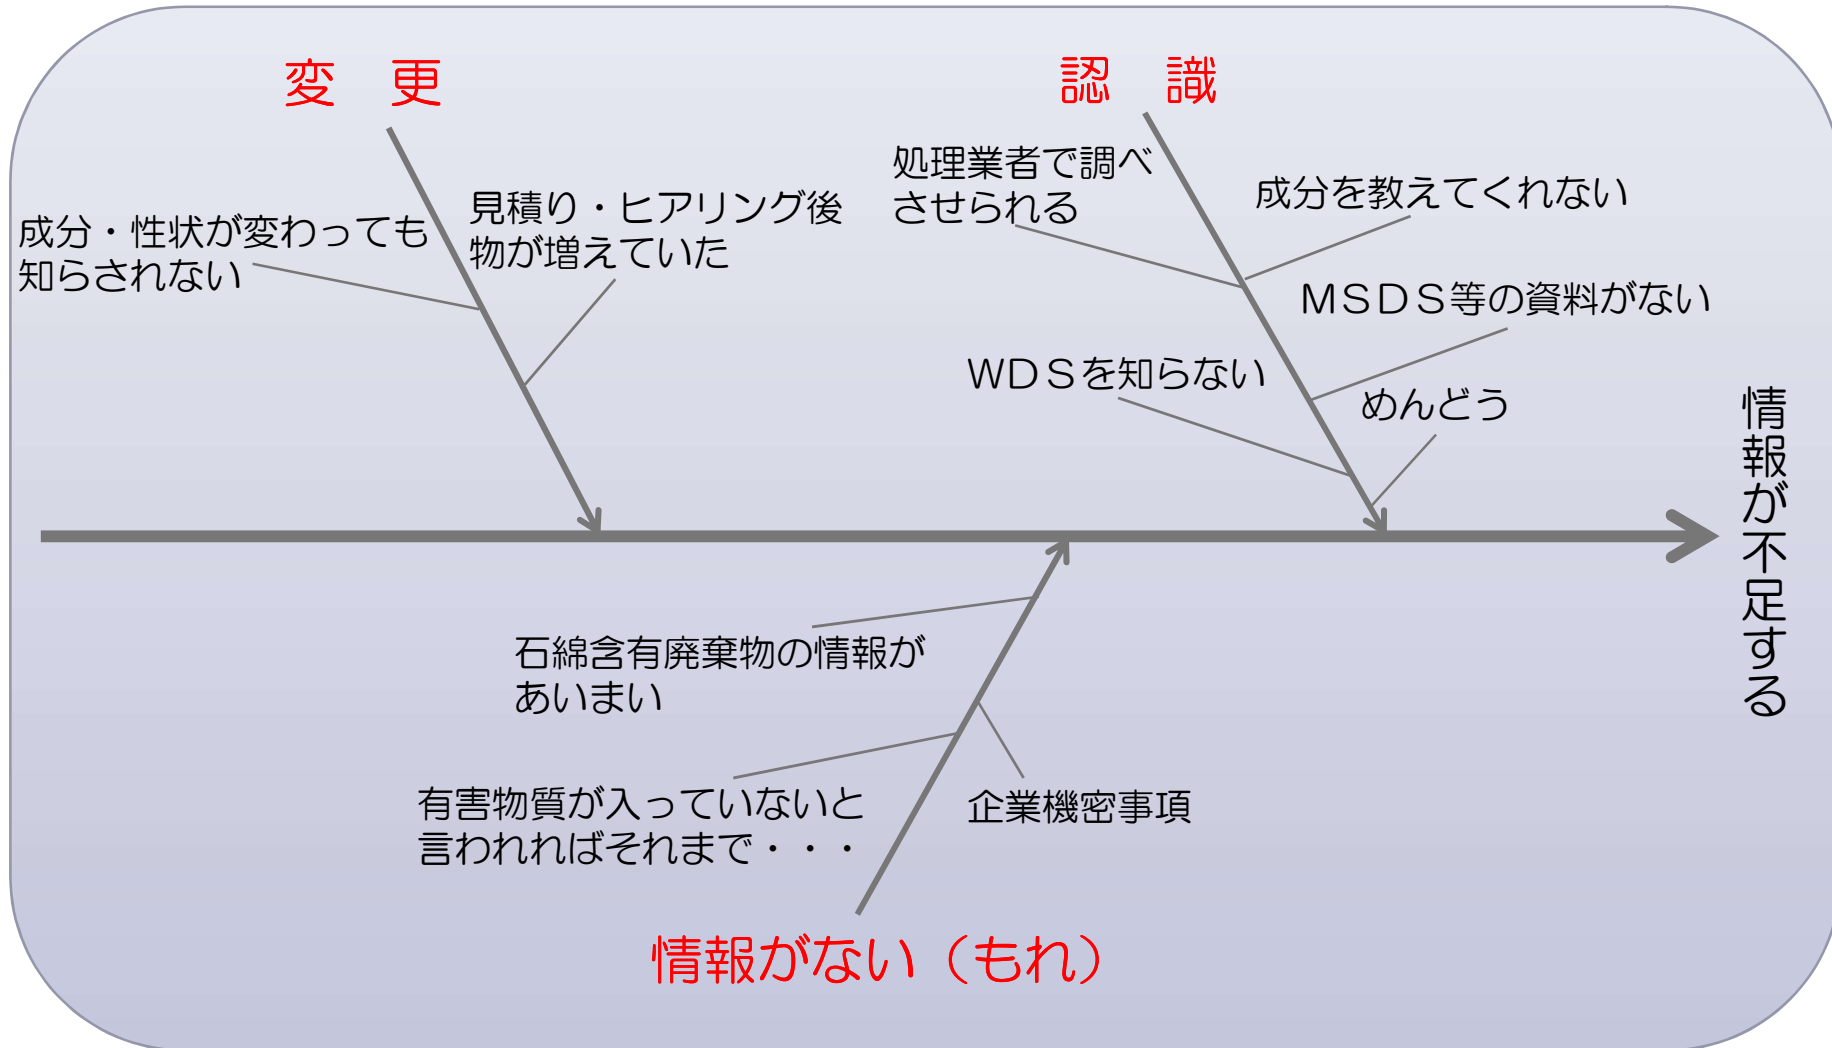 変　更
認　識
成分・性状が変わっても
知らされない
見積り・ヒアリング後
物が増えていた
処理業者で調べ
させられる
成分を教えてくれない
ＭＳＤＳ等の資料がない
ＷＤＳを知らない
めんどう
情報が不足する
石綿含有廃棄物の情報が
あいまい
有害物質が入っていないと
言われればそれまで・・・
企業機密事項
情報がない（もれ）